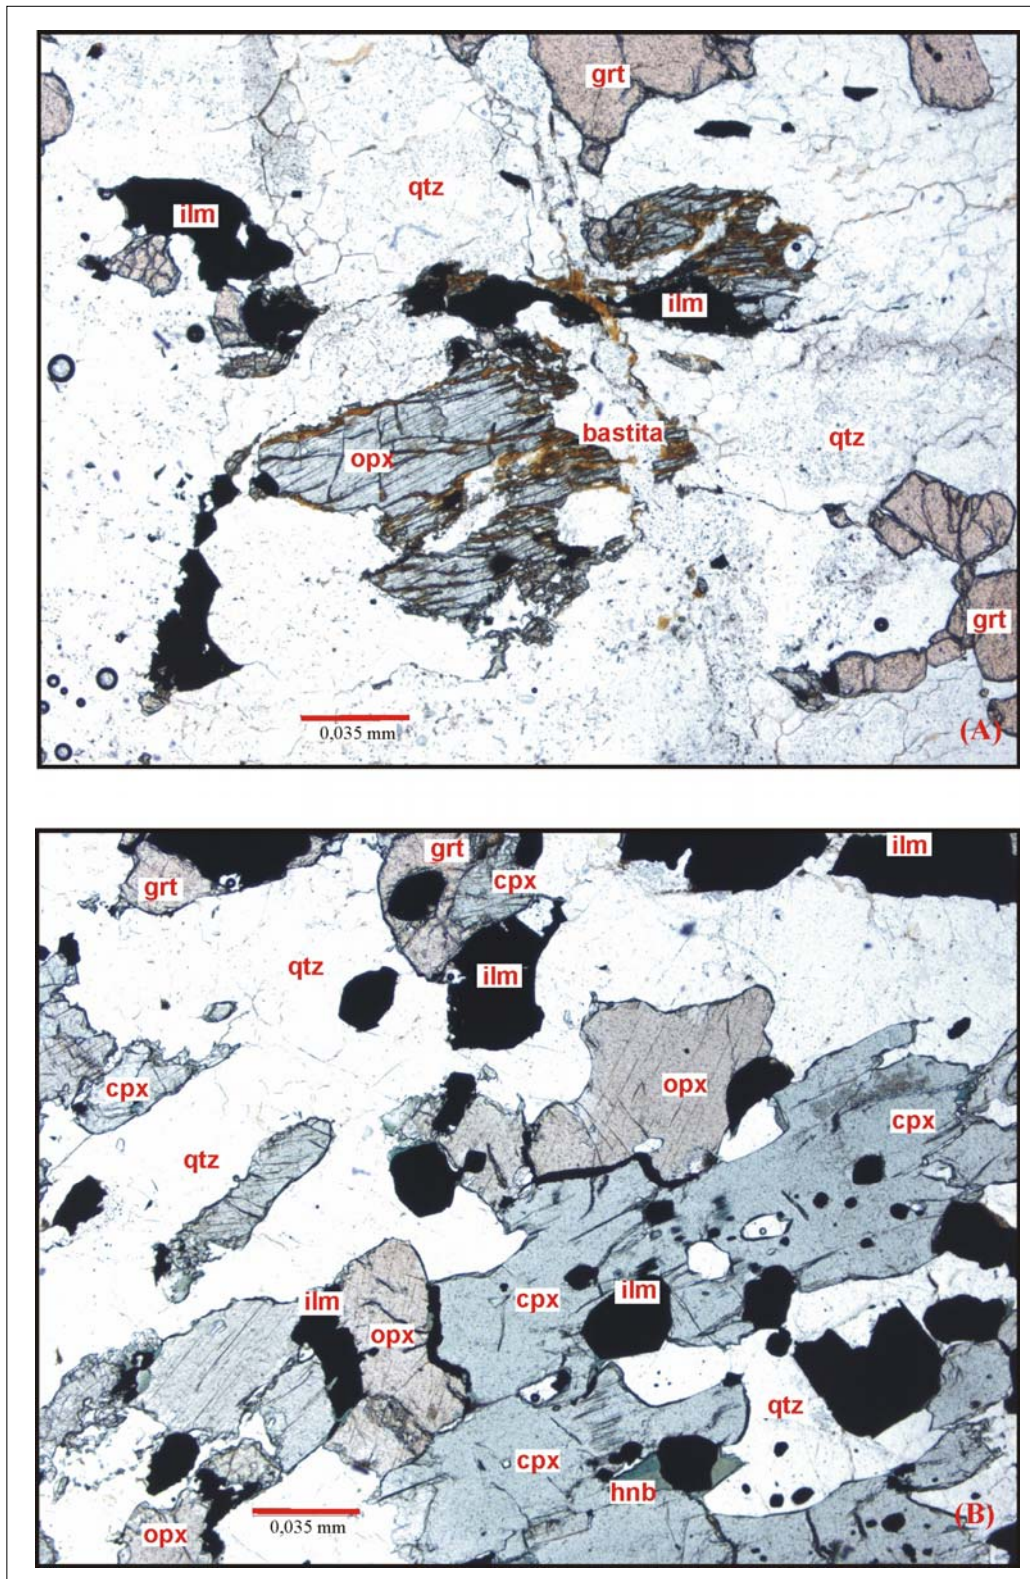 grt
qtz
ilm
ilm
opx
bastita
qtz
grt
0,035 mm
(A)
grt
grt
cpx
ilm
qtz
ilm
cpx
opx
cpx
qtz
ilm
cpx
ilm
opx
qtz
cpx
hnb
0,035 mm
opx
(B)